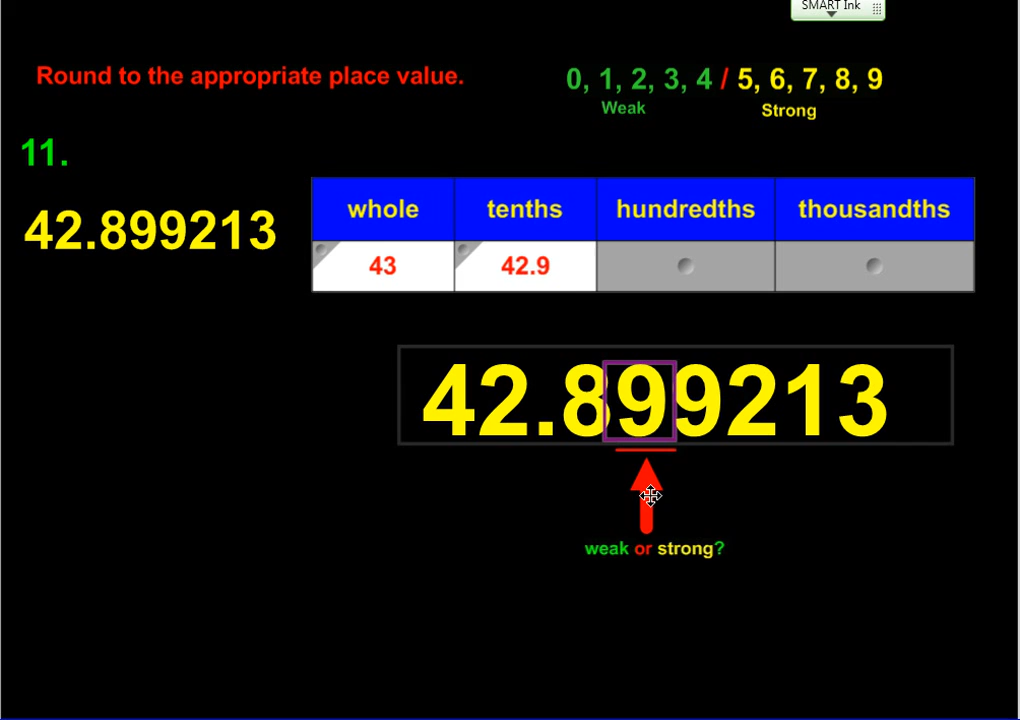 SMART Ink
Round to the appropriate place value.
0, 1, 2, 3, 4 / 5, 6, 7, 8, 9
Weak Strong
11.
42.899213
whole tenths hundredths thousandths
43 42.9
42.899213
weak or strong?